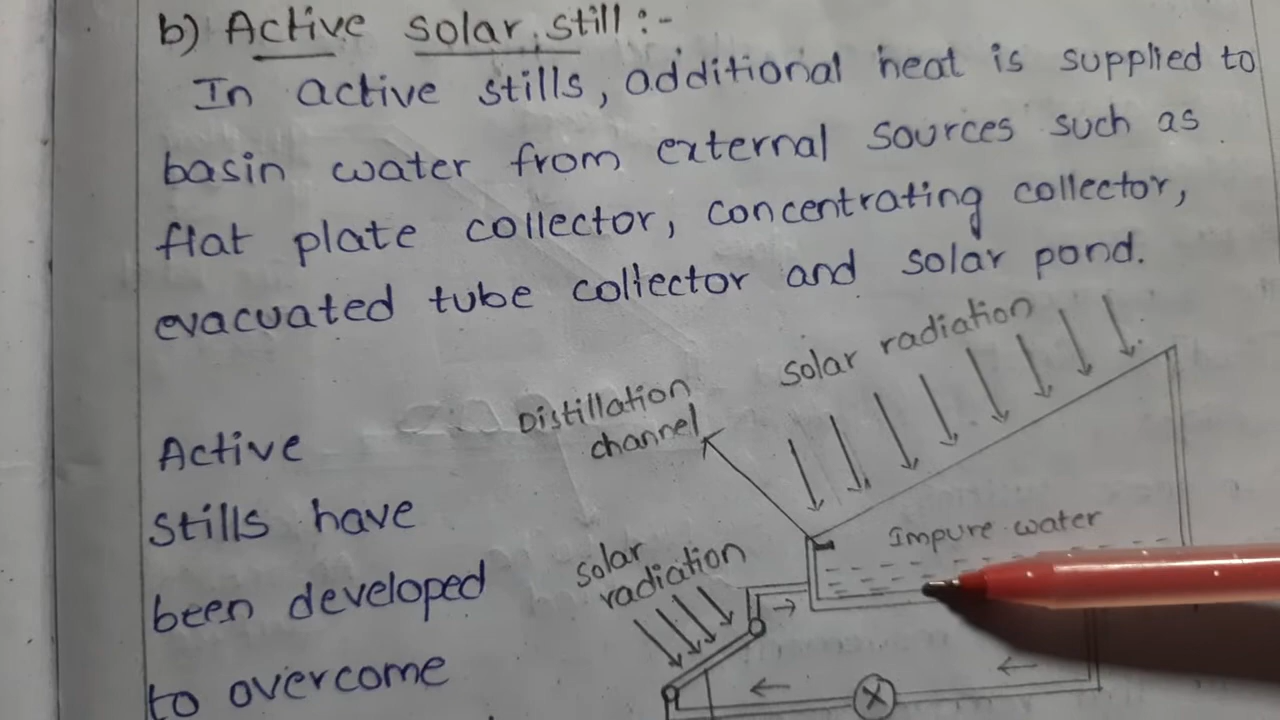 b) Active solar still :-
In active stills, additional heat is supplied to
basin water from external sources such as
flat plate collector, concentrating collector,
evacuated tube collector and solar pond.
solar radiation
Distillation
channel
Active
stills have
been developed
to overcome
Impure water
solar
radiation
X